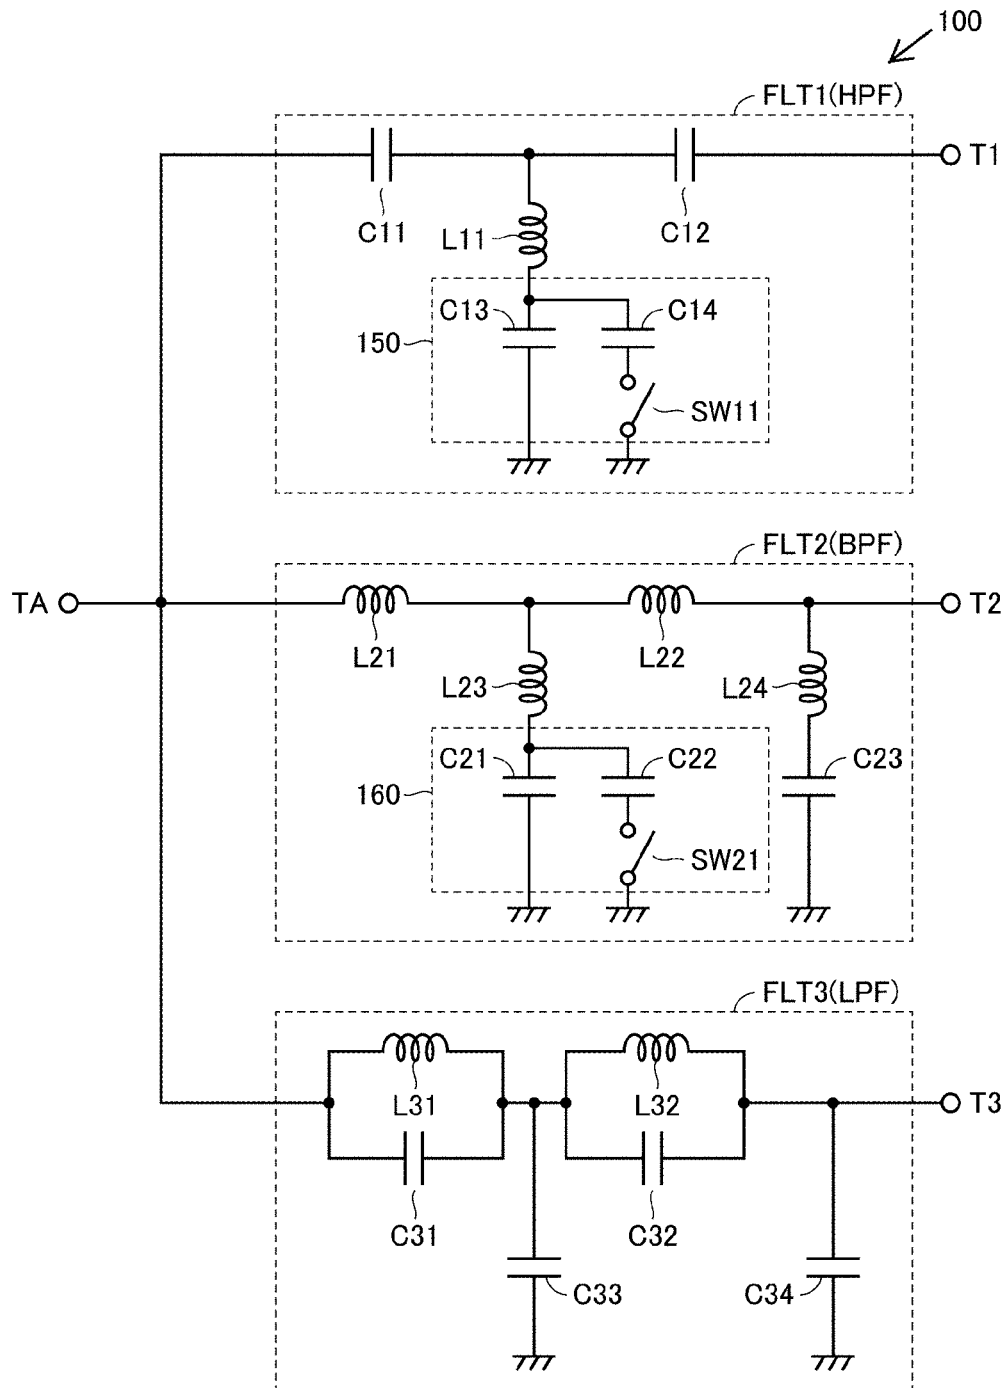 100
FLT1(HPF)
T1
C11
C12
L11
C13
C14
150
SW11
FLT2(BPF)
TA
T2
L21
L22
L23
L24
C21
C22
C23
160
SW21
FLT3(LPF)
L31
L32
T3
C31
C32
C33
C34